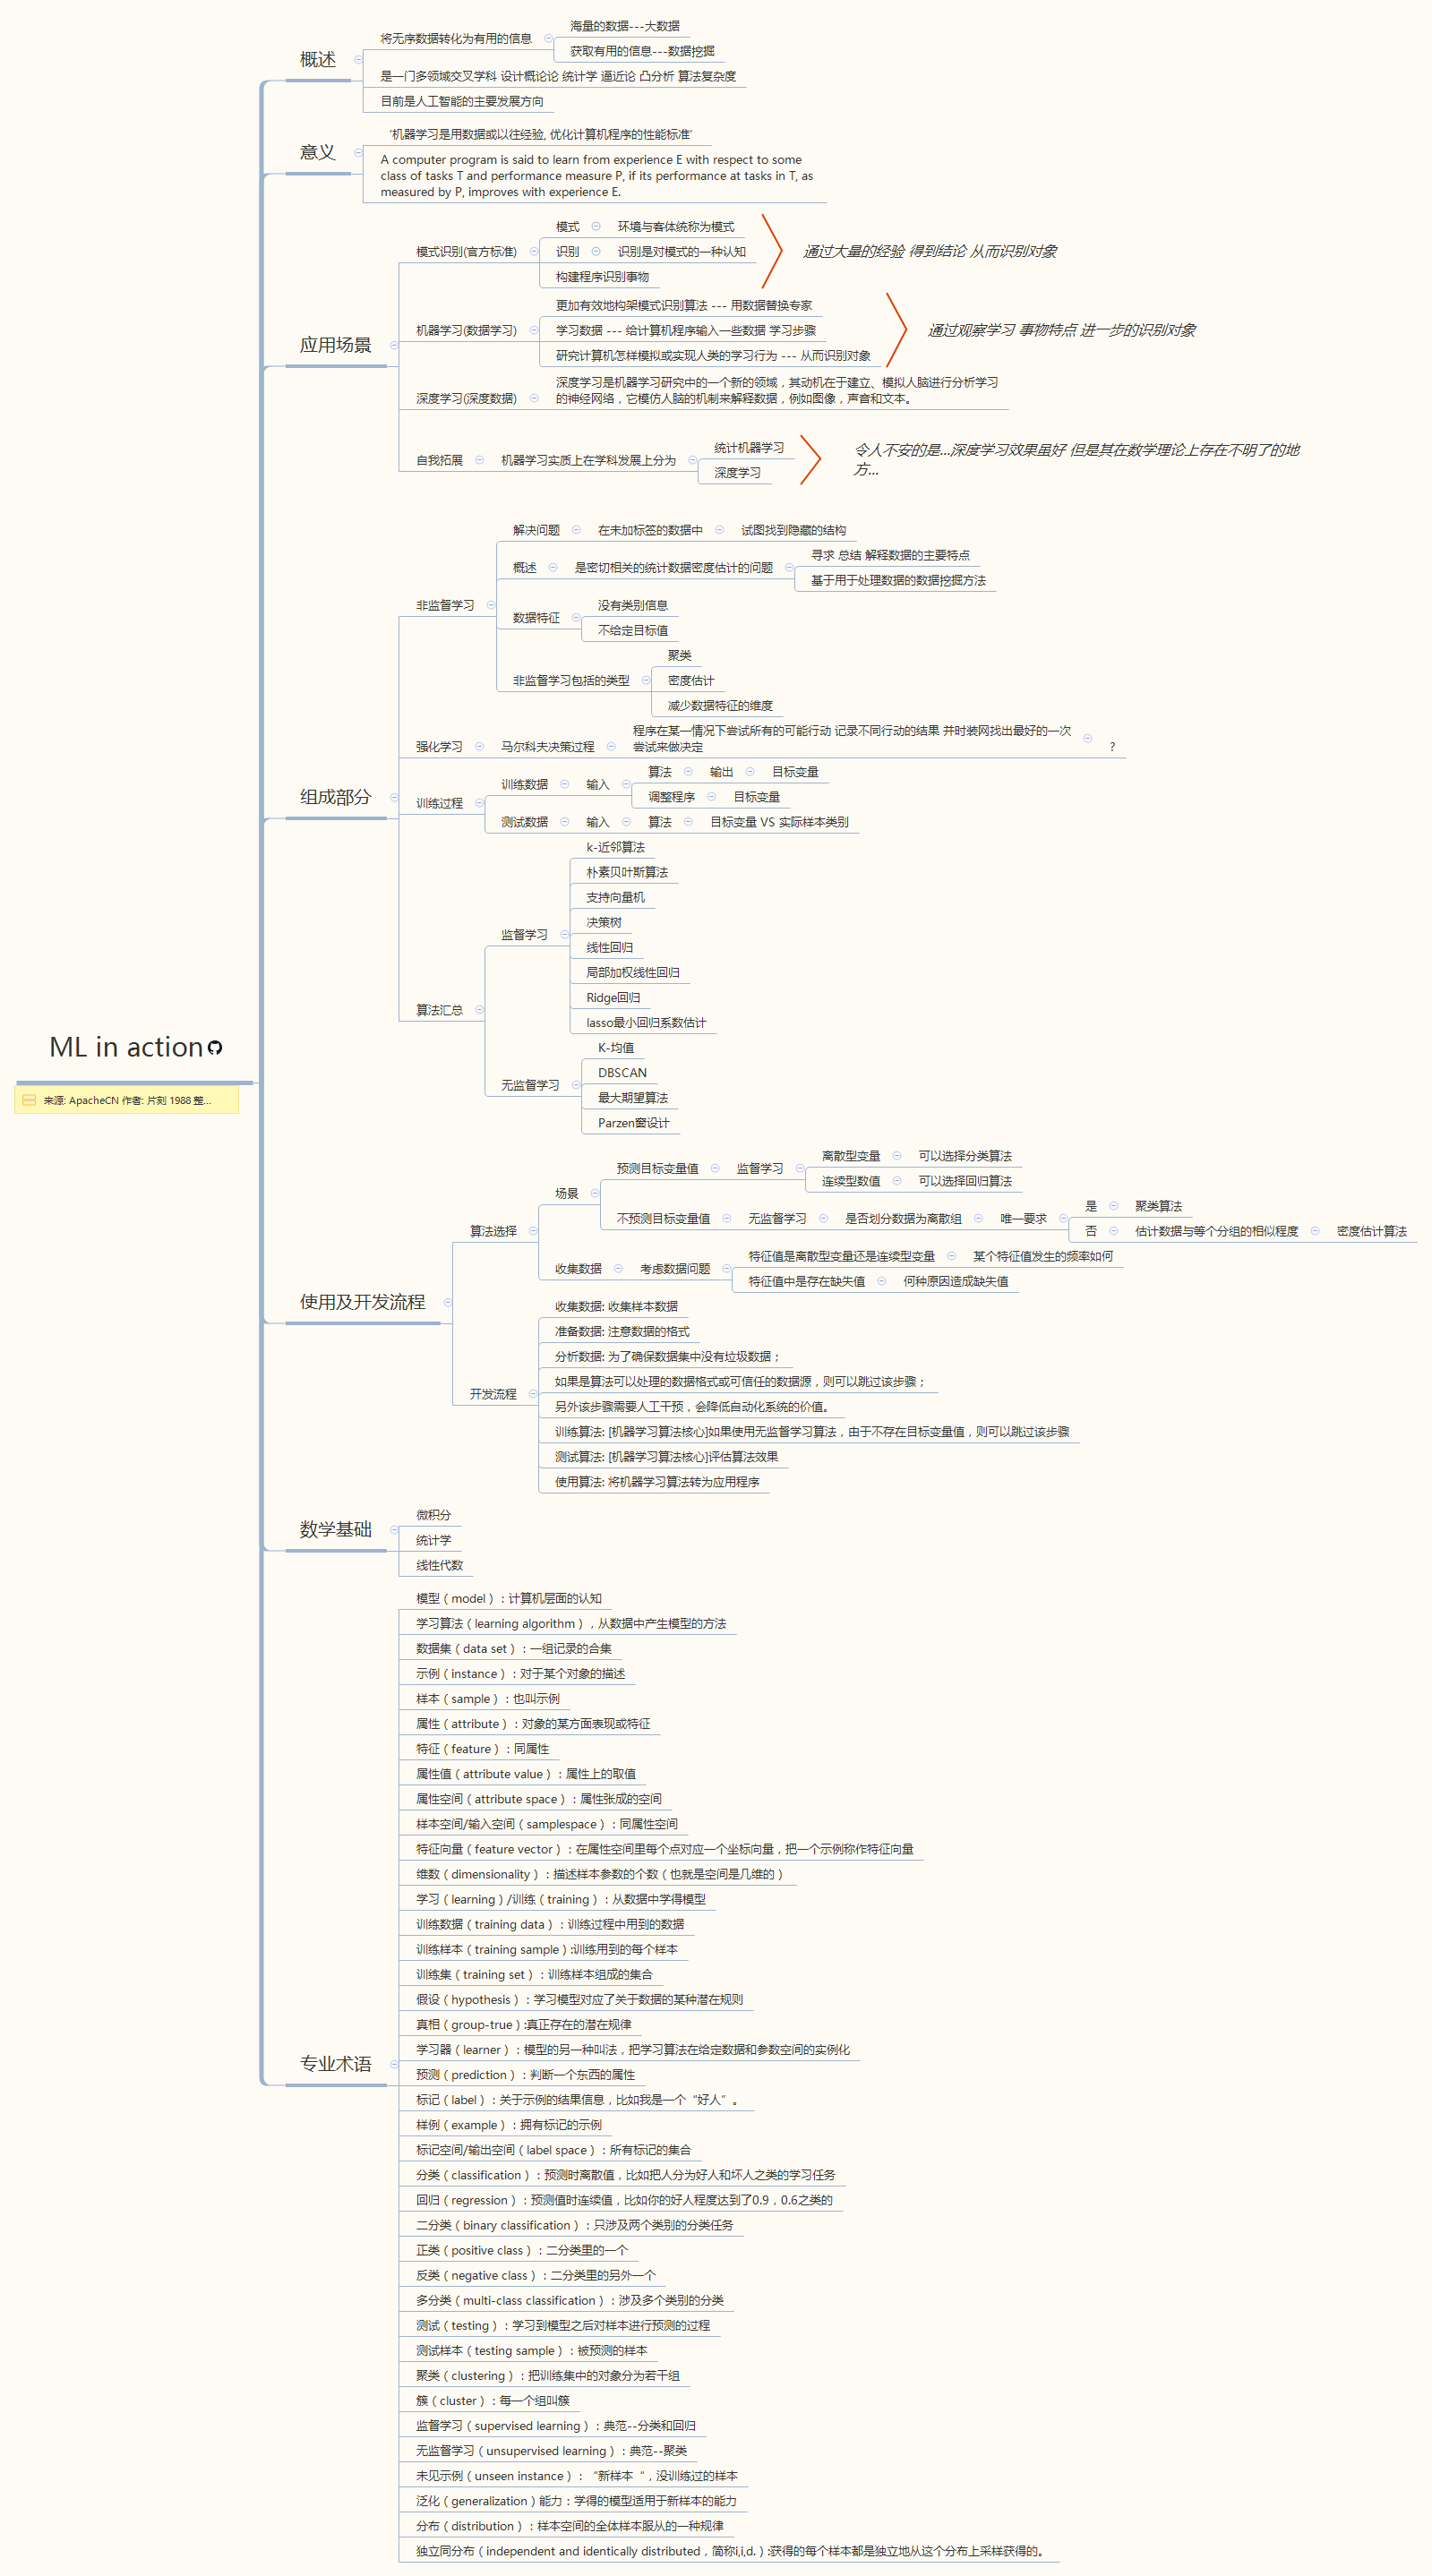 ML in action
来源: ApacheCN 作者: 片刻 1988 整...
概述
将无序数据转化为有用的信息
海量的数据---大数据
获取有用的信息---数据挖掘
是一门多领域交叉学科 设计概论论 统计学 逼近论 凸分析 算法复杂度
目前是人工智能的主要发展方向
意义
‘机器学习是用数据或以往经验, 优化计算机程序的性能标准’
A computer program is said to learn from experience E with respect to some
class of tasks T and performance measure P, if its performance at tasks in T, as
measured by P, improves with experience E.
应用场景
模式识别(官方标准)
模式
环境与客体统称为模式
识别
识别是对模式的一种认知
构建程序识别事物
通过大量的经验 得到结论 从而识别对象
机器学习(数据学习)
更加有效地构架模式识别算法 --- 用数据替换专家
学习数据 --- 给计算机程序输入一些数据 学习步骤
研究计算机怎样模拟或实现人类的学习行为 --- 从而识别对象
通过观察学习 事物特点 进一步的识别对象
深度学习(深度数据)
深度学习是机器学习研究中的一个新的领域，其动机在于建立、模拟人脑进行分析学习
的神经网络，它模仿人脑的机制来解释数据，例如图像，声音和文本。
自我拓展
机器学习实质上在学科发展上分为
统计机器学习
深度学习
令人不安的是...深度学习效果虽好 但是其在数学理论上存在不明了的地
方...
组成部分
非监督学习
解决问题
在未加标签的数据中
试图找到隐藏的结构
概述
是密切相关的统计数据密度估计的问题
寻求 总结 解释数据的主要特点
基于用于处理数据的数据挖掘方法
数据特征
没有类别信息
不给定目标值
非监督学习包括的类型
聚类
密度估计
减少数据特征的维度
强化学习
马尔科夫决策过程
程序在某一情况下尝试所有的可能行动 记录不同行动的结果 并时装网找出最好的一次
尝试来做决定
?
训练过程
训练数据
输入
算法
输出
目标变量
调整程序
目标变量
测试数据
输入
算法
目标变量 VS 实际样本类别
算法汇总
监督学习
k-近邻算法
朴素贝叶斯算法
支持向量机
决策树
线性回归
局部加权线性回归
Ridge回归
lasso最小回归系数估计
无监督学习
K-均值
DBSCAN
最大期望算法
Parzen窗设计
使用及开发流程
算法选择
场景
预测目标变量值
监督学习
离散型变量
可以选择分类算法
连续型数值
可以选择回归算法
不预测目标变量值
无监督学习
是否划分数据为离散组
唯一要求
是
聚类算法
否
估计数据与等个分组的相似程度
密度估计算法
收集数据
考虑数据问题
特征值是离散型变量还是连续型变量
某个特征值发生的频率如何
特征值中是存在缺失值
何种原因造成缺失值
开发流程
收集数据: 收集样本数据
准备数据: 注意数据的格式
分析数据: 为了确保数据集中没有垃圾数据；
如果是算法可以处理的数据格式或可信任的数据源，则可以跳过该步骤；
另外该步骤需要人工干预，会降低自动化系统的价值。
训练算法: [机器学习算法核心]如果使用无监督学习算法，由于不存在目标变量值，则可以跳过该步骤
测试算法: [机器学习算法核心]评估算法效果
使用算法: 将机器学习算法转为应用程序
数学基础
微积分
统计学
线性代数
专业术语
模型（model）：计算机层面的认知
学习算法（learning algorithm），从数据中产生模型的方法
数据集（data set）：一组记录的合集
示例（instance）：对于某个对象的描述
样本（sample）：也叫示例
属性（attribute）：对象的某方面表现或特征
特征（feature）：同属性
属性值（attribute value）：属性上的取值
属性空间（attribute space）：属性张成的空间
样本空间/输入空间（samplespace）：同属性空间
特征向量（feature vector）：在属性空间里每个点对应一个坐标向量，把一个示例称作特征向量
维数（dimensionality）：描述样本参数的个数（也就是空间是几维的）
学习（learning）/训练（training）：从数据中学得模型
训练数据（training data）：训练过程中用到的数据
训练样本（training sample）:训练用到的每个样本
训练集（training set）：训练样本组成的集合
假设（hypothesis）：学习模型对应了关于数据的某种潜在规则
真相（group-true）:真正存在的潜在规律
学习器（learner）：模型的另一种叫法，把学习算法在给定数据和参数空间的实例化
预测（prediction）：判断一个东西的属性
标记（label）：关于示例的结果信息，比如我是一个“好人”。
样例（example）：拥有标记的示例
标记空间/输出空间（label space）：所有标记的集合
分类（classification）：预测时离散值，比如把人分为好人和坏人之类的学习任务
回归（regression）：预测值时连续值，比如你的好人程度达到了0.9，0.6之类的
二分类（binary classification）：只涉及两个类别的分类任务
正类（positive class）：二分类里的一个
反类（negative class）：二分类里的另外一个
多分类（multi-class classification）：涉及多个类别的分类
测试（testing）：学习到模型之后对样本进行预测的过程
测试样本（testing sample）：被预测的样本
聚类（clustering）：把训练集中的对象分为若干组
簇（cluster）：每一个组叫簇
监督学习（supervised learning）：典范--分类和回归
无监督学习（unsupervised learning）：典范--聚类
未见示例（unseen instance）：“新样本“，没训练过的样本
泛化（generalization）能力：学得的模型适用于新样本的能力
分布（distribution）：样本空间的全体样本服从的一种规律
独立同分布（independent and identically distributed，简称i,i,d.）:获得的每个样本都是独立地从这个分布上采样获得的。